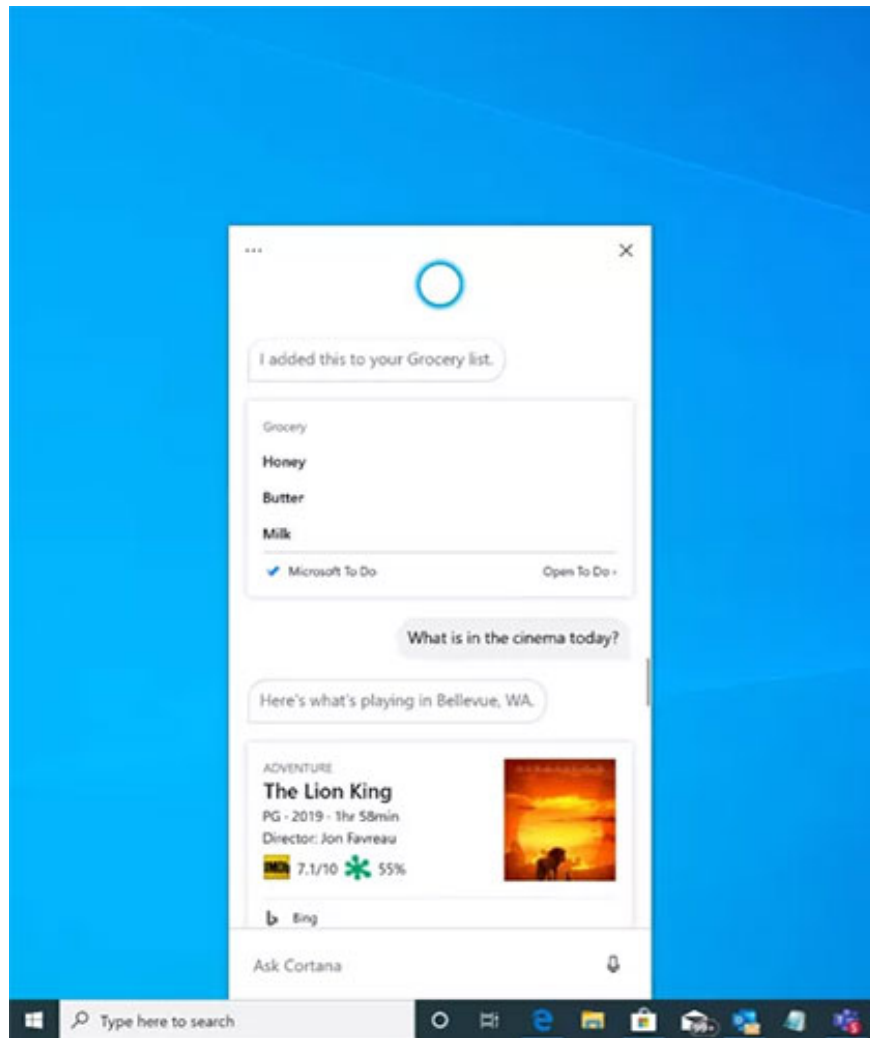 I added this to your Grocery list.
Grocery
Honey
Butter
Milk
Microsoft To Do Open To Do ›
What is in the cinema today?
Here's what's playing in Bellevue, WA.
ADVENTURE
The Lion King
PG - 2019 - 1hr 58min
Director: Jon Favreau
IMDb 7.1/10 55%
Bing
Ask Cortana
Type here to search
99+